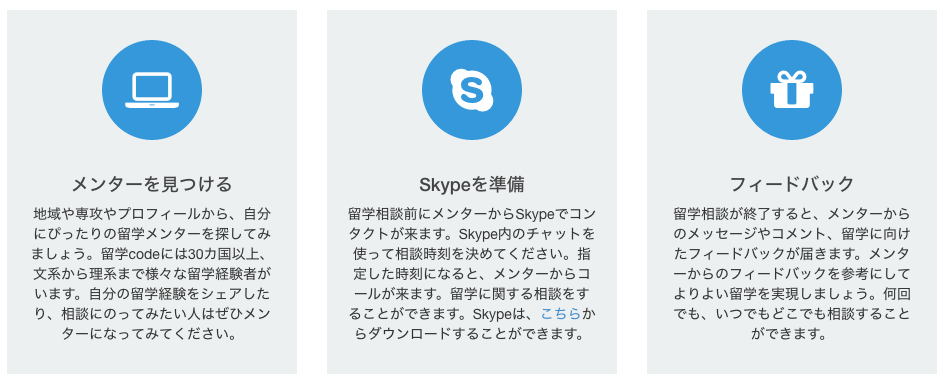 メンターを見つける
地域や専攻やプロフィールから、自分
にぴったりの留学メンターを探してみ
ましょう。留学codeには30カ国以上、
文系から理系まで様々な留学経験者が
います。自分の留学経験をシェアした
り、相談にのってみたい人はぜひメン
ターになってみてください。
Skypeを準備
留学相談前にメンターからSkypeでコン
タクトが来ます。Skype内のチャットを
使って相談時刻を決めてください。指
定した時刻になると、メンターからコ
ールが来ます。留学に関する相談をす
ることができます。Skypeは、こちらか
らダウンロードすることができます。
フィードバック
留学相談が終了すると、メンターから
のメッセージやコメント、留学に向け
たフィードバックが届きます。メンタ
ーからのフィードバックを参考にして
よりよい留学を実現しましょう。何回
でも、いつでもどこでも相談すること
ができます。